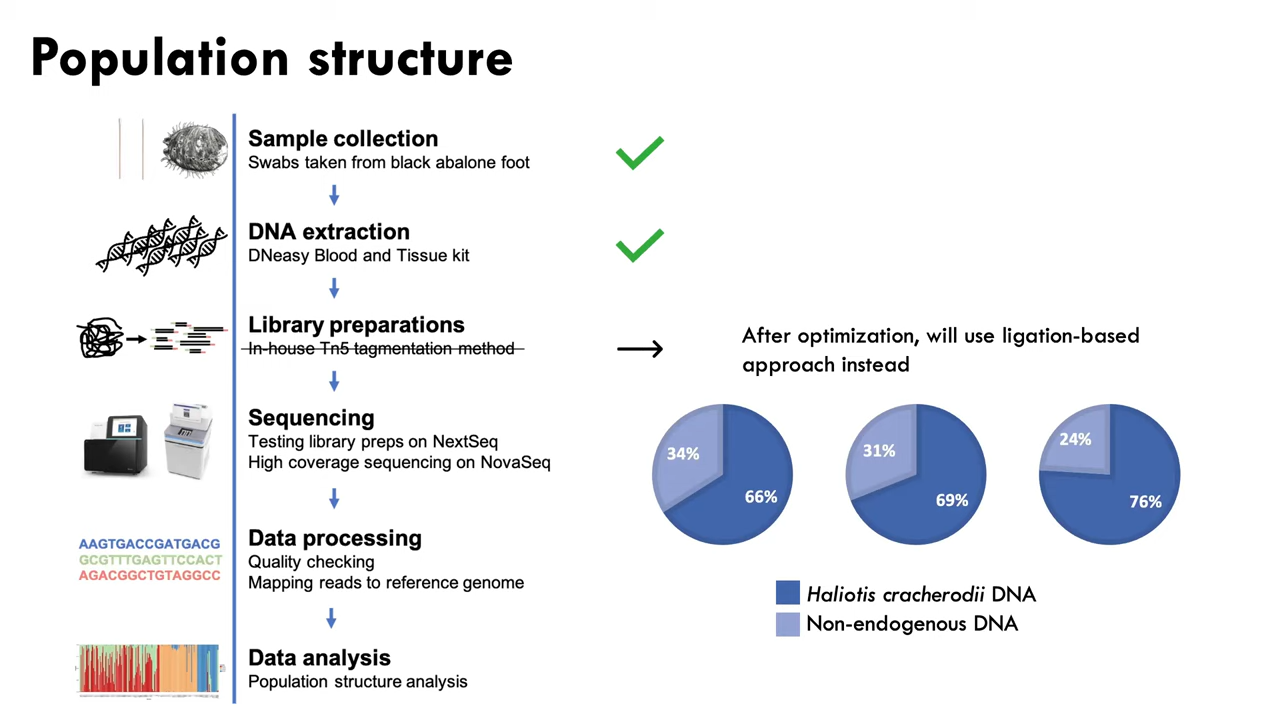 Population structure
Sample collection
Swabs taken from black abalone foot
DNA extraction
DNeasy Blood and Tissue kit
Library preparations
In-house Tn5 tagmentation method
After optimization, will use ligation-based
approach instead
Sequencing
Testing library preps on NextSeq
High coverage sequencing on NovaSeq
34%
66%
31%
69%
24%
76%
Haliotis cracherodii DNA
Non-endogenous DNA
AAGTGACCGATGACG
GCGTTTGAGTTCCACT
AGACGGCTGTAGGCC
Data processing
Quality checking
Mapping reads to reference genome
Data analysis
Population structure analysis